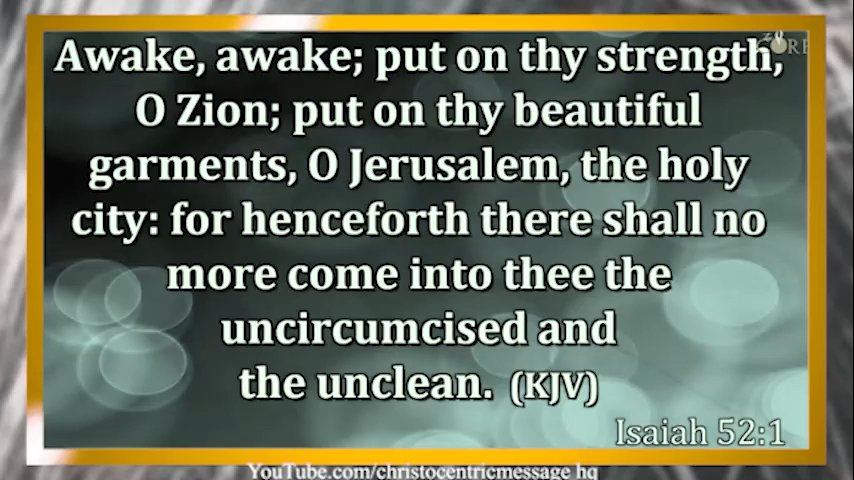 Awake, awake; put on thy strength,
O Zion; put on thy beautiful
garments, O Jerusalem, the holy
city: for henceforth there shall no
more come into thee the
uncircumcised and
the unclean. (KJV)
Isaiah 52:1
YouTube.com/christocentricmessage hq